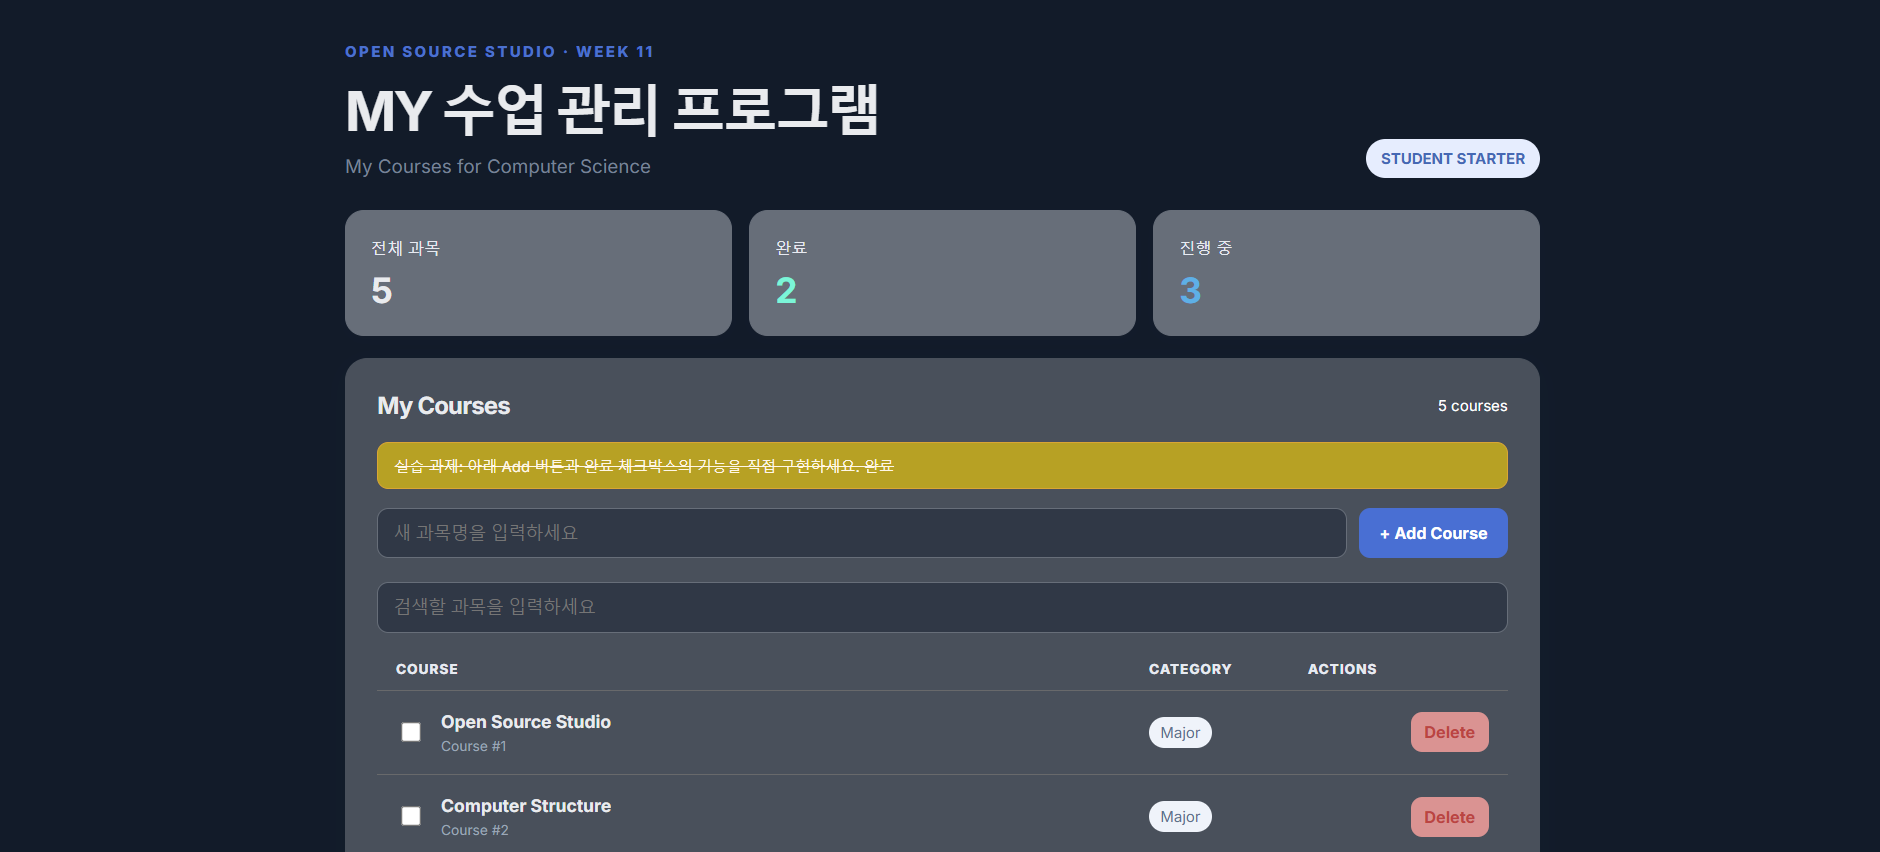 OPEN SOURCE STUDIO · WEEK 11
MY 수업 관리 프로그램
My Courses for Computer Science
STUDENT STARTER
전체 과목
5
완료
2
진행 중
3
My Courses
5 courses
실습 과제: 아래 Add 버튼과 완료 체크박스의 기능을 직접 구현하세요. 완료
새 과목명을 입력하세요
+ Add Course
검색할 과목을 입력하세요
COURSE CATEGORY ACTIONS
Open Source Studio
Course #1
Major
Delete
Computer Structure
Course #2
Major
Delete